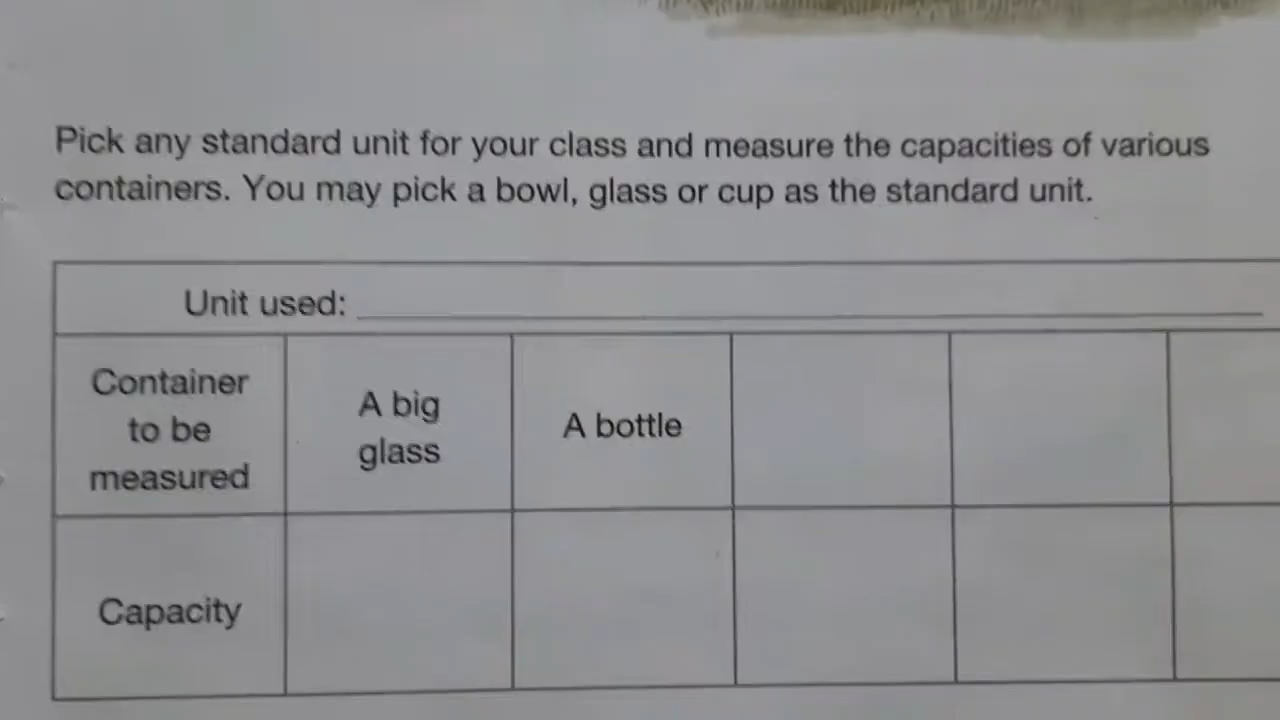 Pick any standard unit for your class and measure the capacities of various
containers. You may pick a bowl, glass or cup as the standard unit.
Unit used:
Container
to be
measured
A big
glass
A bottle
Capacity